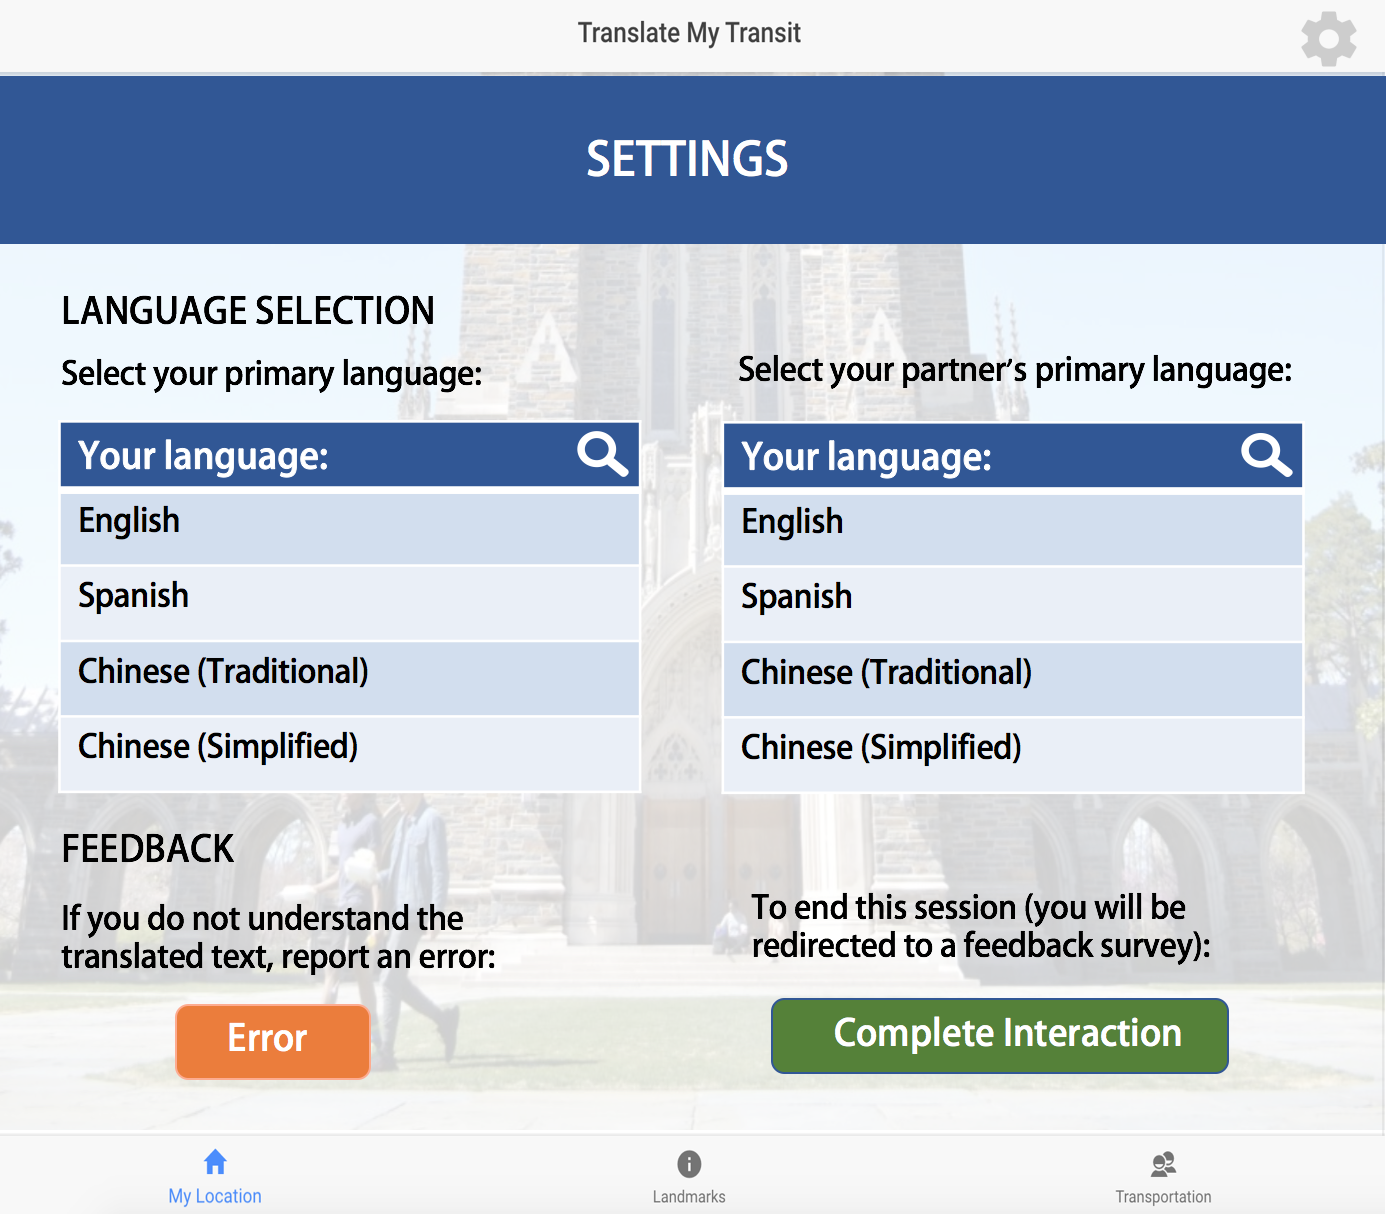 Translate My Transit
SETTINGS
LANGUAGE SELECTION
Select your primary language:
Your language:
English
Spanish
Chinese (Traditional)
Chinese (Simplified)
Select your partner's primary language:
Your language:
English
Spanish
Chinese (Traditional)
Chinese (Simplified)
FEEDBACK
If you do not understand the
translated text, report an error:
Error
To end this session (you will be
redirected to a feedback survey):
Complete Interaction
My Location
Landmarks
Transportation